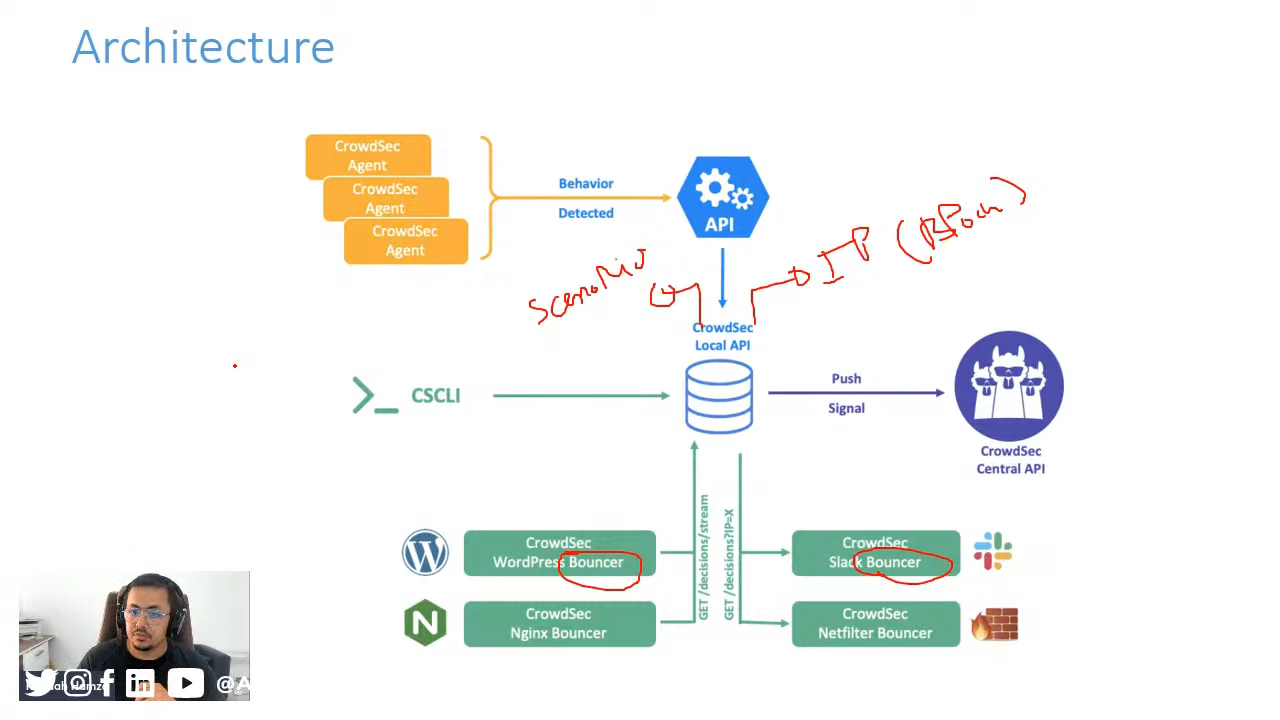 Architecture
CrowdSec
Agent
CrowdSec
Agent
CrowdSec
Agent
Behavior
Detected
API
Scenario
IP
CrowdSec
Local API
>_ CSCLI
Push
Signal
CrowdSec
Central API
GET /decisions/stream
GET /decisions?IP=X
CrowdSec
WordPress Bouncer
CrowdSec
Slack Bouncer
CrowdSec
Nginx Bouncer
CrowdSec
Netfilter Bouncer
@A